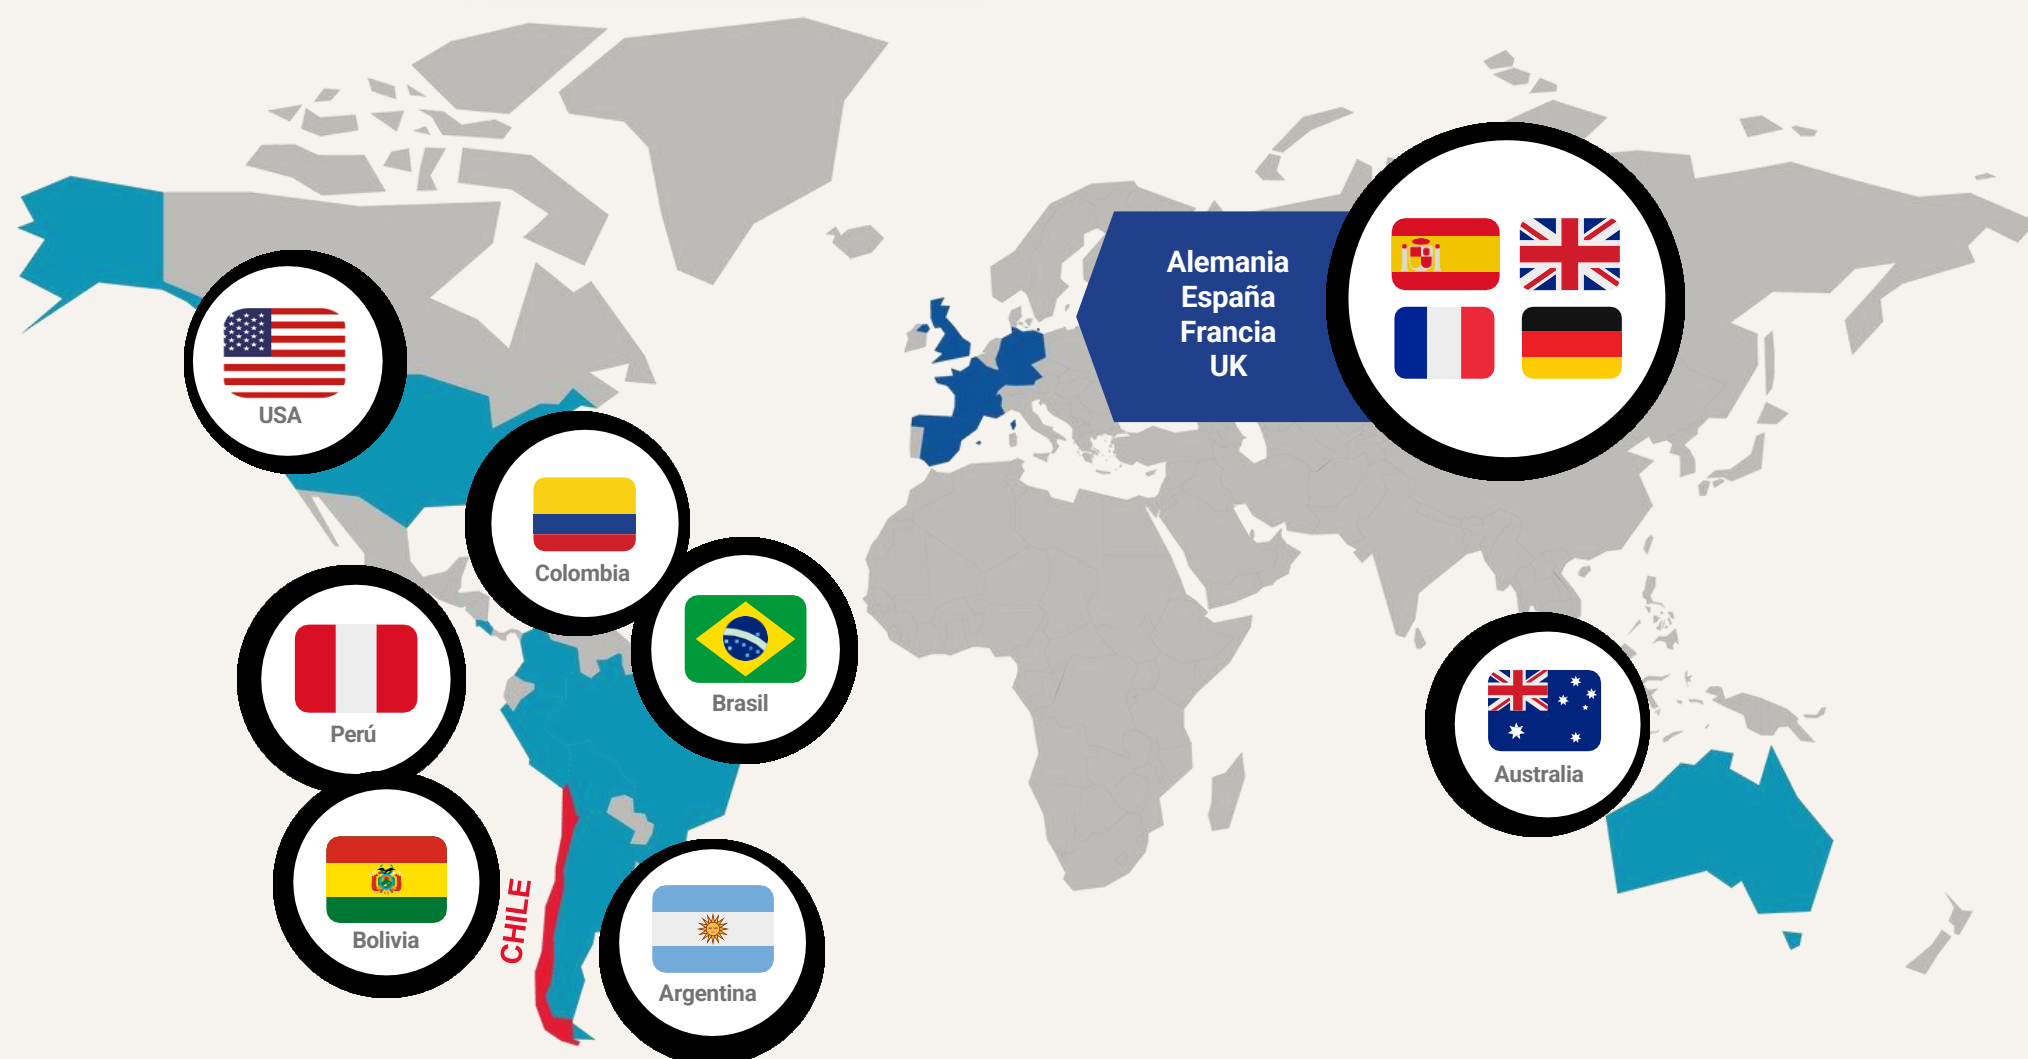 Alemania
España
Francia
UK
USA
Colombia
Brasil
Perú
Australia
Bolivia
CHILE
Argentina